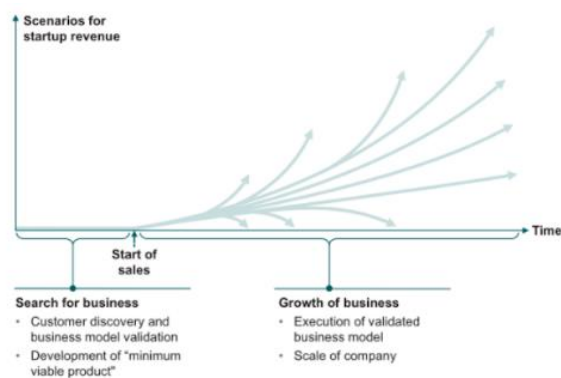 Scenarios for
startup revenue
Time
Start of
sales
Search for business
• Customer discovery and
business model validation
• Development of “minimum
viable product"
Growth of business
• Execution of validated
business model
• Scale of company